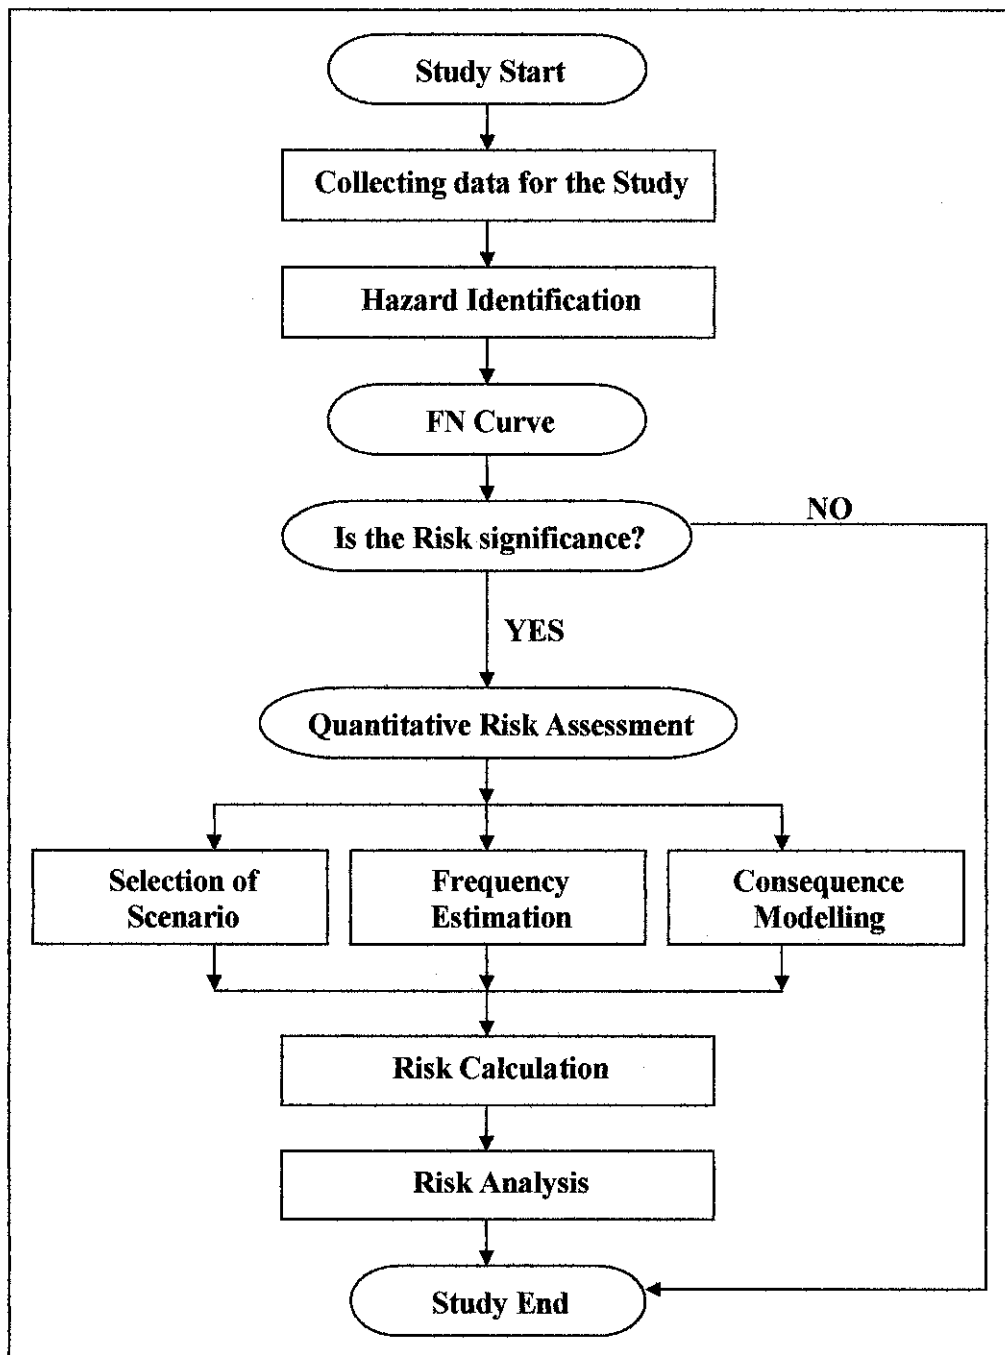 Study Start
Collecting data for the Study
Hazard Identification
FN Curve
Is the Risk significance?
NO
YES
Quantitative Risk Assessment
Selection of
Scenario
Frequency
Estimation
Consequence
Modelling
Risk Calculation
Risk Analysis
Study End